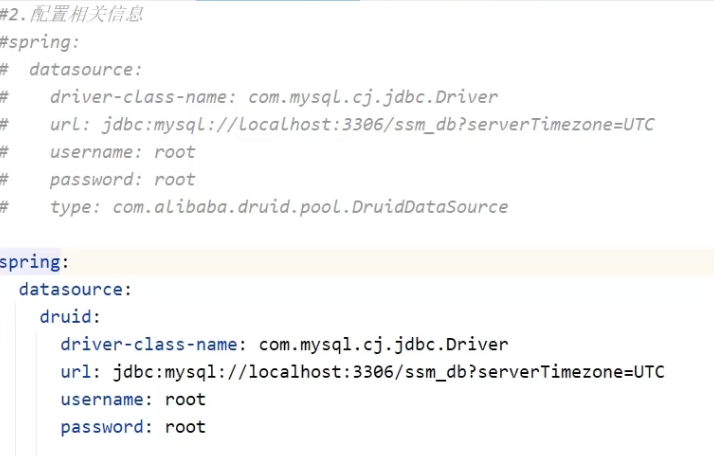 #2.配置相关信息
#spring:
#  datasource:
#    driver-class-name: com.mysql.cj.jdbc.Driver
#    url: jdbc:mysql://localhost:3306/ssm_db?serverTimezone=UTC
#    username: root
#    password: root
#    type: com.alibaba.druid.pool.DruidDataSource
spring:
  datasource:
    druid:
      driver-class-name: com.mysql.cj.jdbc.Driver
      url: jdbc:mysql://localhost:3306/ssm_db?serverTimezone=UTC
      username: root
      password: root